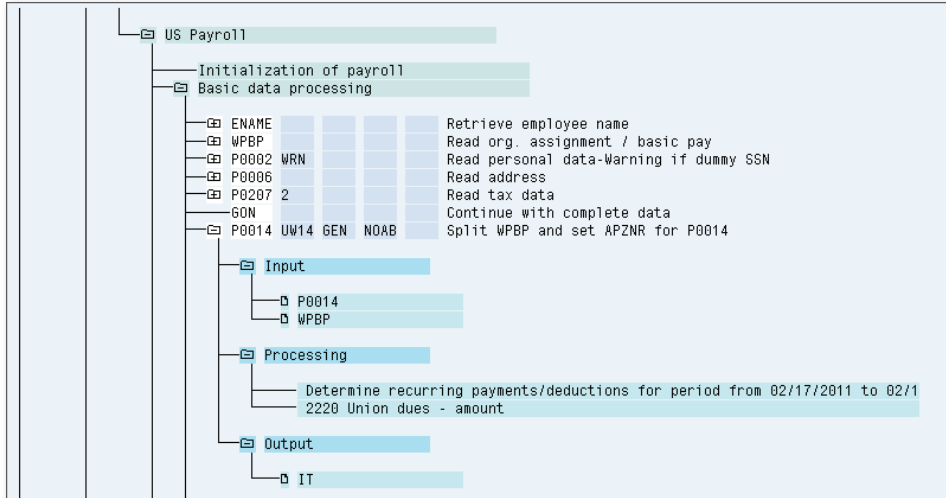 US Payroll
Initialization of payroll
Basic data processing
ENAME Retrieve employee name
WPBP Read org. assignment / basic pay
P0002 WRN Read personal data-Warning if dummy SSN
P0006 Read address
P0207 2 Read tax data
GON Continue with complete data
P0014 UW14 GEN NOAB Split WPBP and set APZNR for P0014
Input
P0014
WPBP
Processing
Determine recurring payments/deductions for period from 02/17/2011 to 02/1
2220 Union dues - amount
Output
IT